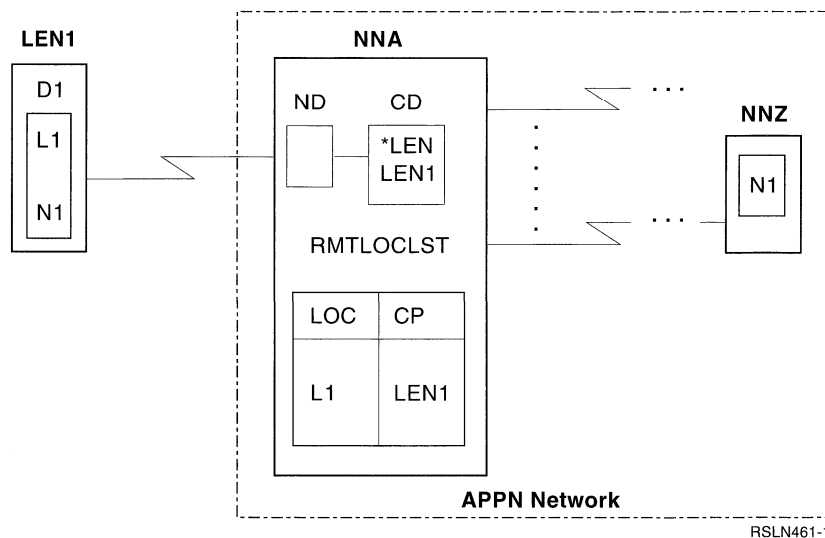 LEN1
D1
L1
N1
NNA
ND
CD
*LEN
LEN1
RMTLOCLST
LOC CP
L1 LEN1
...
...
NNZ
N1
APPN Network
RSLN461-1